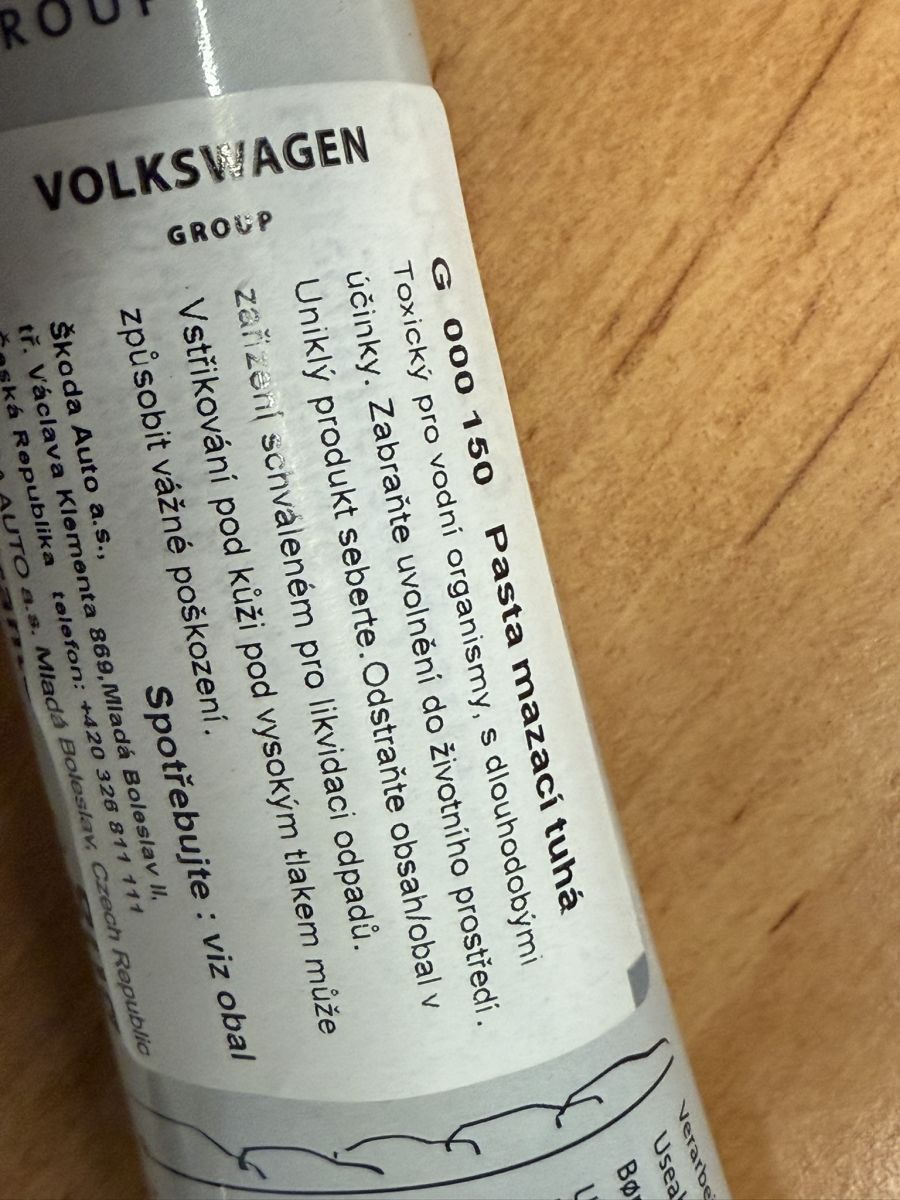 ROUP
VOLKSWAGEN
GROUP
G 000 150 Pasta mazací tuhá
Toxický pro vodní organismy, s dlouhodobými
účinky. Zabraňte uvolnění do životního prostředí.
Uniklý produkt seberte. Odstraňte obsah/obal v
zařízení schváleném pro likvidaci odpadů.
Vstřikování pod kůži pod vysokým tlakem může
způsobit vážné poškození.
Spotřebujte : viz obal
Škoda Auto a.s.,
tř. Václava Klementa 869,Mladá Boleslav II.
Česká Republika telefon: +420 326 811 111
AUTO a.s. Mladá Boleslav, Czech Republic
Verarbei
Useal
Bør